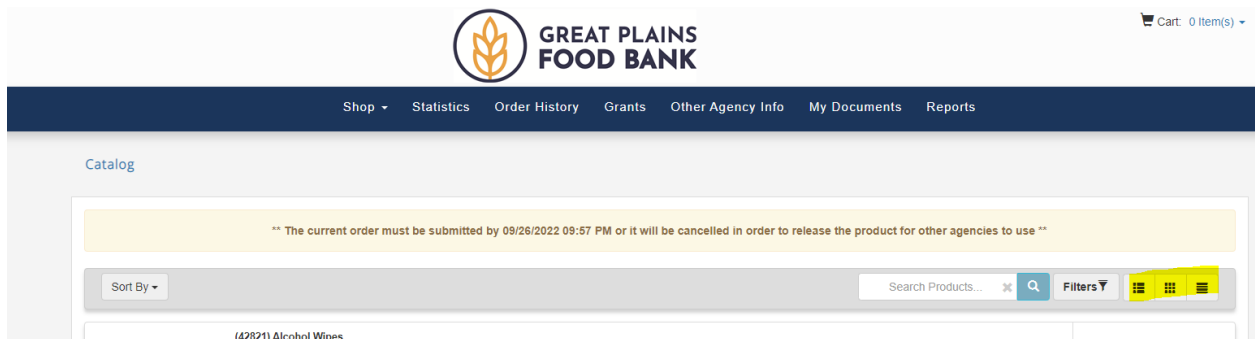 Cart: 0 Item(s)
GREAT PLAINS
FOOD BANK
Shop Statistics Order History Grants Other Agency Info My Documents Reports
Catalog
** The current order must be submitted by 09/26/2022 09:57 PM or it will be cancelled in order to release the product for other agencies to use **
Sort By Search Products... Filters
(42821) Alcohol Wipes